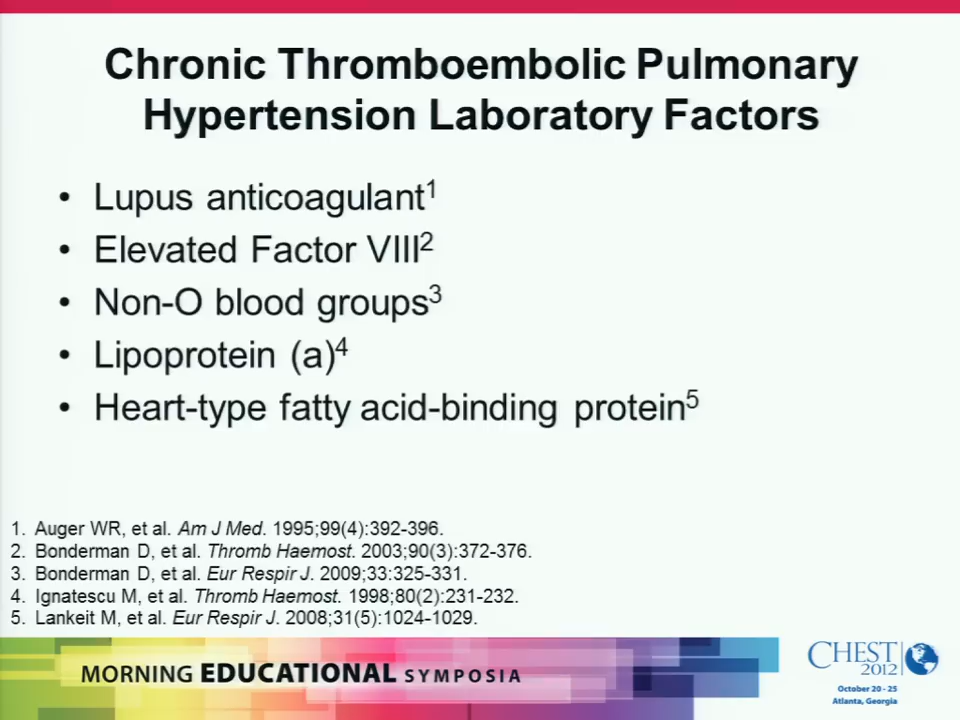 Chronic Thromboembolic Pulmonary
Hypertension Laboratory Factors
• Lupus anticoagulant1
• Elevated Factor VIII2
• Non-O blood groups3
• Lipoprotein (a)4
• Heart-type fatty acid-binding protein5
1. Auger WR, et al. Am J Med. 1995;99(4):392-396.
2. Bonderman D, et al. Thromb Haemost. 2003;90(3):372-376.
3. Bonderman D, et al. Eur Respir J. 2009;33:325-331.
4. Ignatescu M, et al. Thromb Haemost. 1998;80(2):231-232.
5. Lankeit M, et al. Eur Respir J. 2008;31(5):1024-1029.
MORNING EDUCATIONAL SYMPOSIA
CHEST
2012
October 20 - 25
Atlanta, Georgia